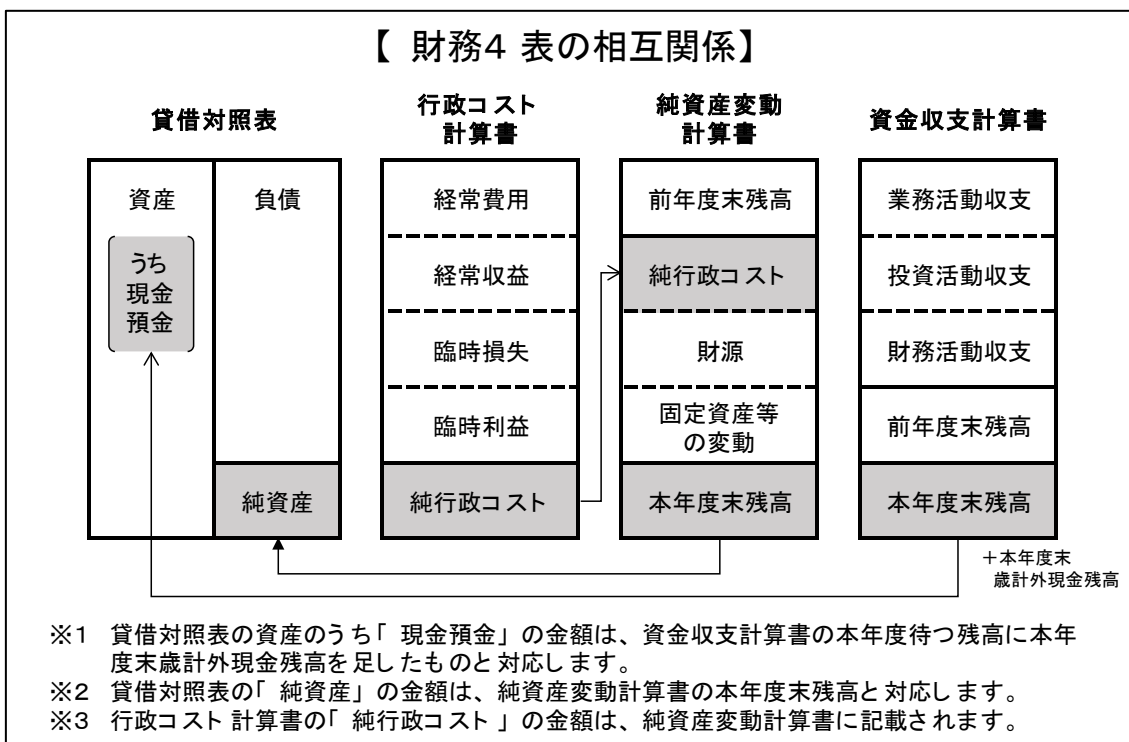 【 財務4 表の相互関係】
貸借対照表
行政コスト
計算書
純資産変動
計算書
資金収支計算書
資産
うち
現金
預金
負債
純資産
経常費用
経常収益
臨時損失
臨時利益
純行政コスト
前年度末残高
純行政コスト
財源
固定資産等
の変動
本年度末残高
業務活動収支
投資活動収支
財務活動収支
前年度末残高
本年度末残高
＋本年度末
歳計外現金残高
※1 貸借対照表の資産のうち「 現金預金」 の金額は、資金収支計算書の本年度待つ残高に本年
度末歳計外現金残高を足したものと対応します。
※2 貸借対照表の「 純資産」 の金額は、純資産変動計算書の本年度末残高と対応します。
※3 行政コスト 計算書の「 純行政コスト 」の金額は、純資産変動計算書に記載されます。